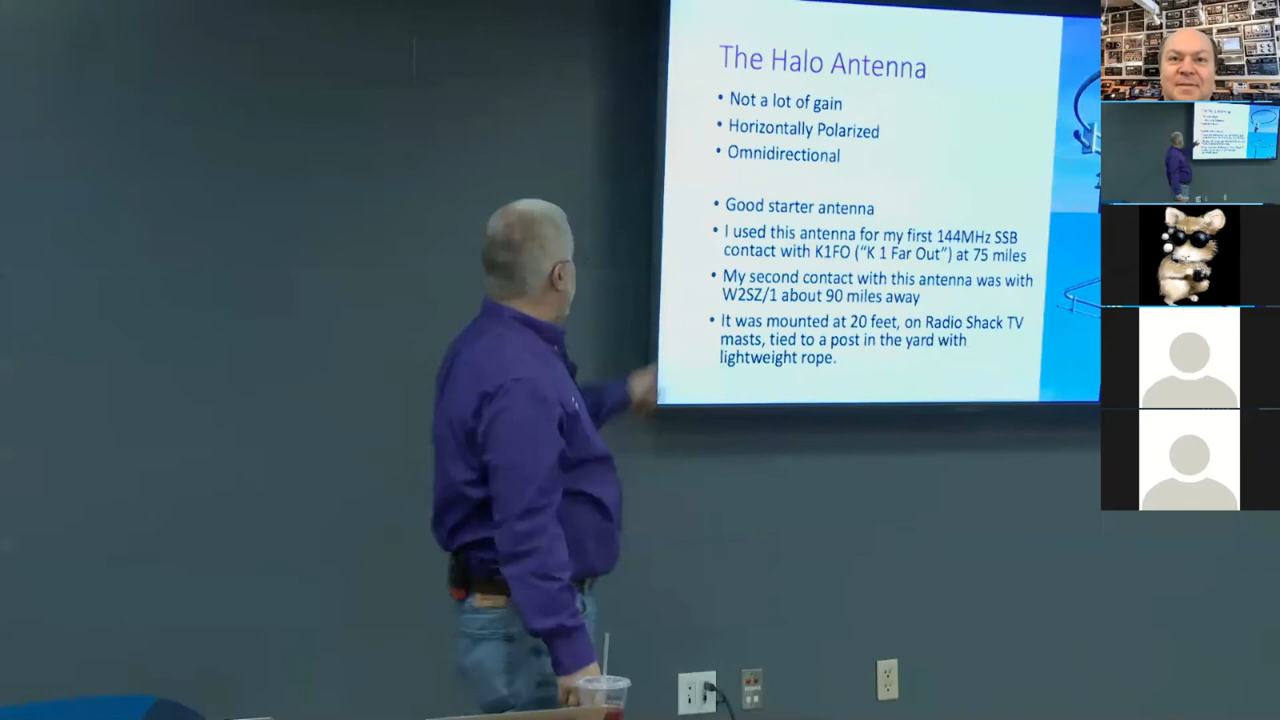 The Halo Antenna
• Not a lot of gain
• Horizontally Polarized
• Omnidirectional
• Good starter antenna
• I used this antenna for my first 144MHz SSB
contact with K1FO ("K 1 Far Out") at 75 miles
• My second contact with this antenna was with
W2SZ/1 about 90 miles away
• It was mounted at 20 feet, on Radio Shack TV
masts, tied to a post in the yard with
lightweight rope.